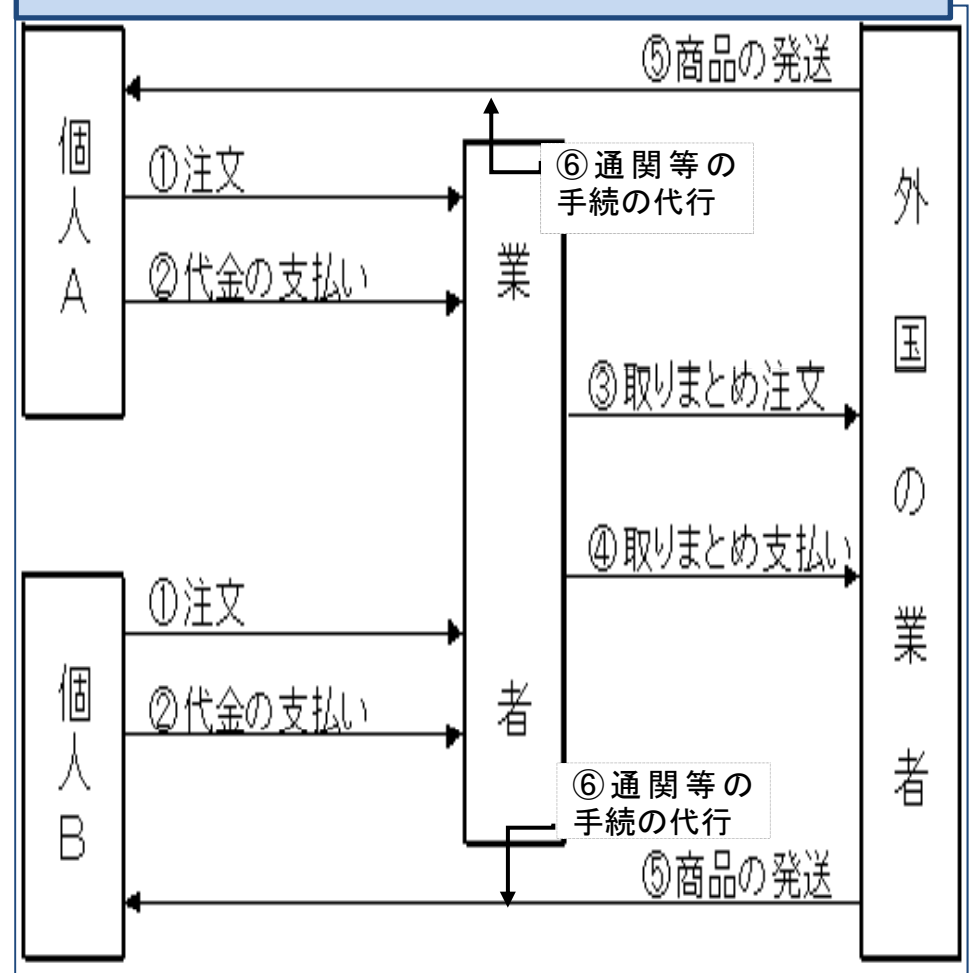 ⑤商品の発送
個人A
①注文
②代金の支払い
⑥通関等の
手続の代行
業者
外国の業者
③取りまとめ注文
④取りまとめ支払い
個人B
①注文
②代金の支払い
⑥通関等の
手続の代行
⑤商品の発送